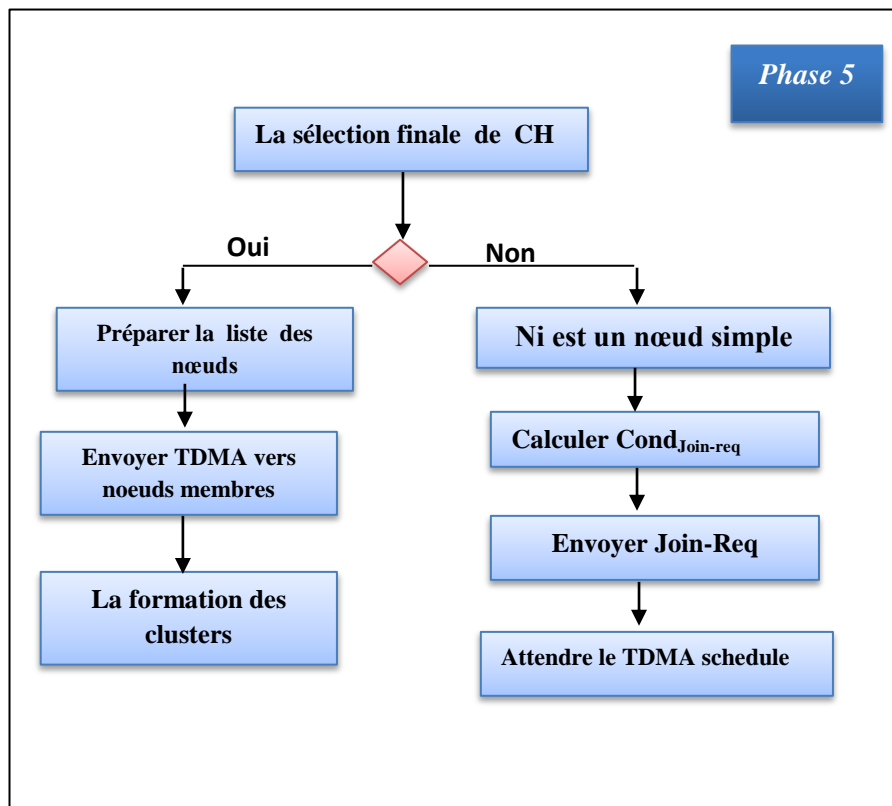 Phase 5
La sélection finale de CH
Oui
Non
Préparer la liste des
nœuds
Envoyer TDMA vers
noeuds membres
La formation des
clusters
Ni est un nœud simple
Calculer CondJoin-req
Envoyer Join-Req
Attendre le TDMA schedule